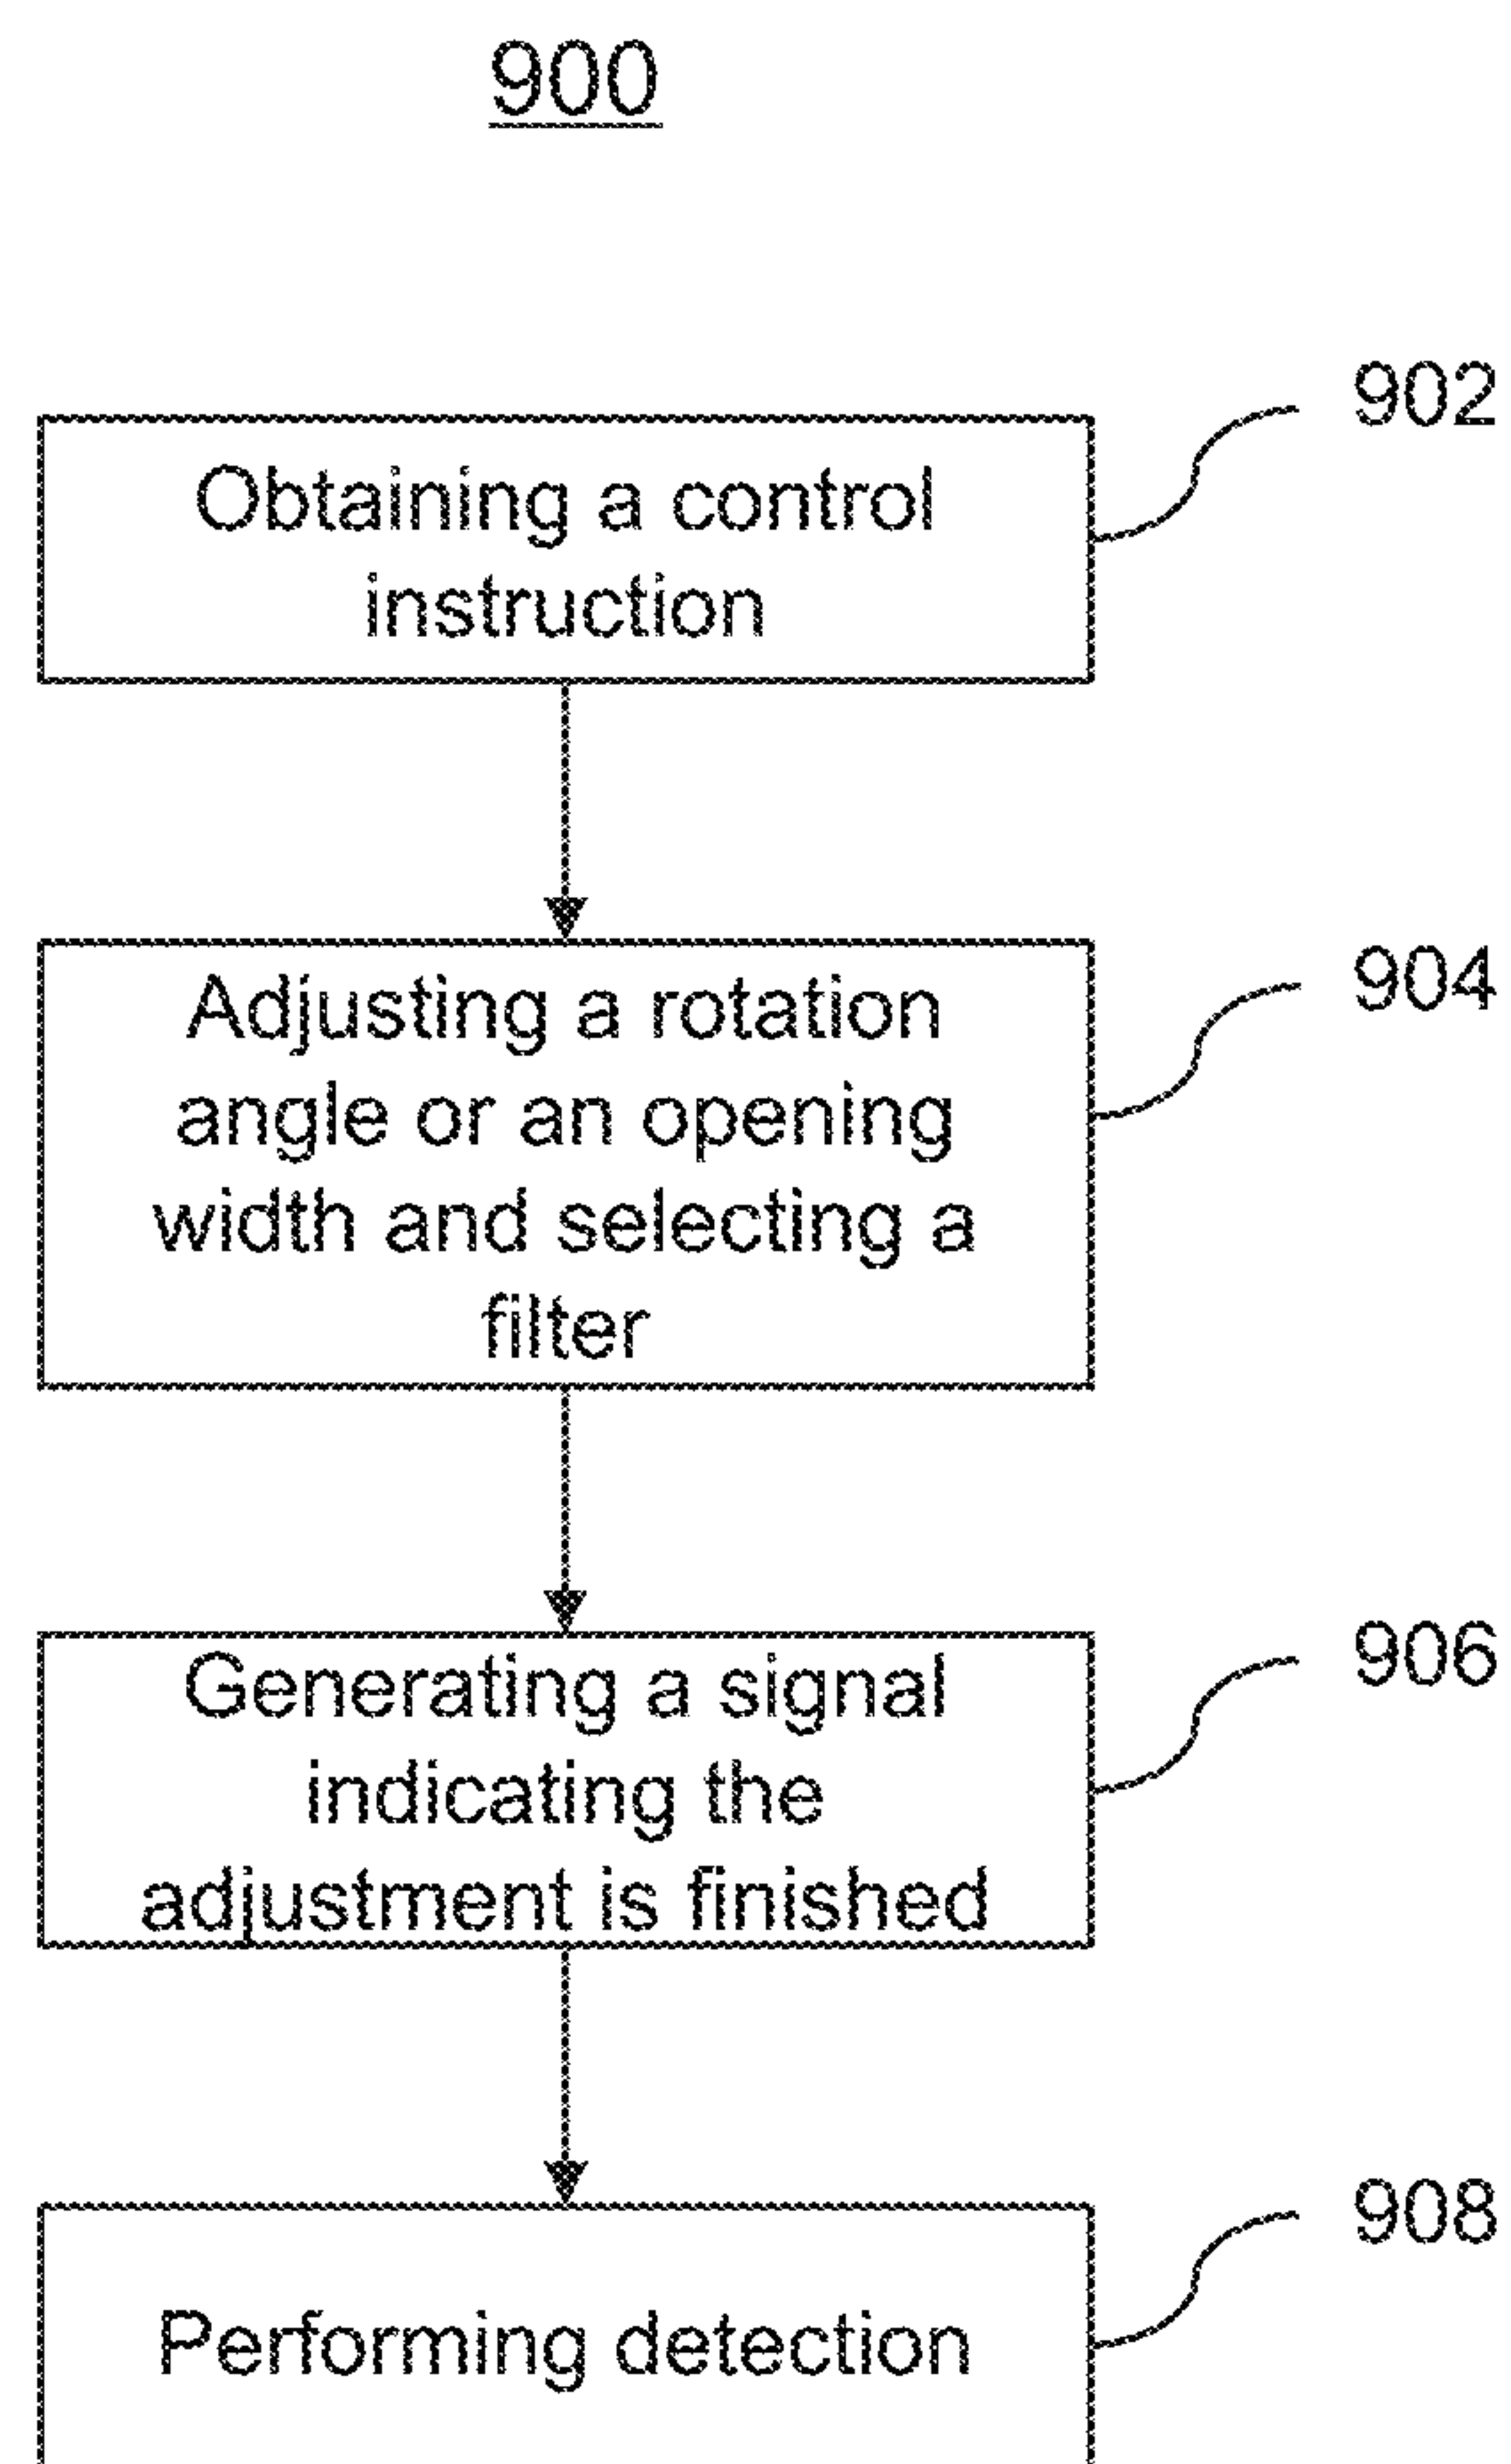 900
902
Obtaining a control
instruction
904
Adjusting a rotation
angle or an opening
width and selecting a
filter
906
Generating a signal
indicating the
adjustment is finished
908
Performing detection